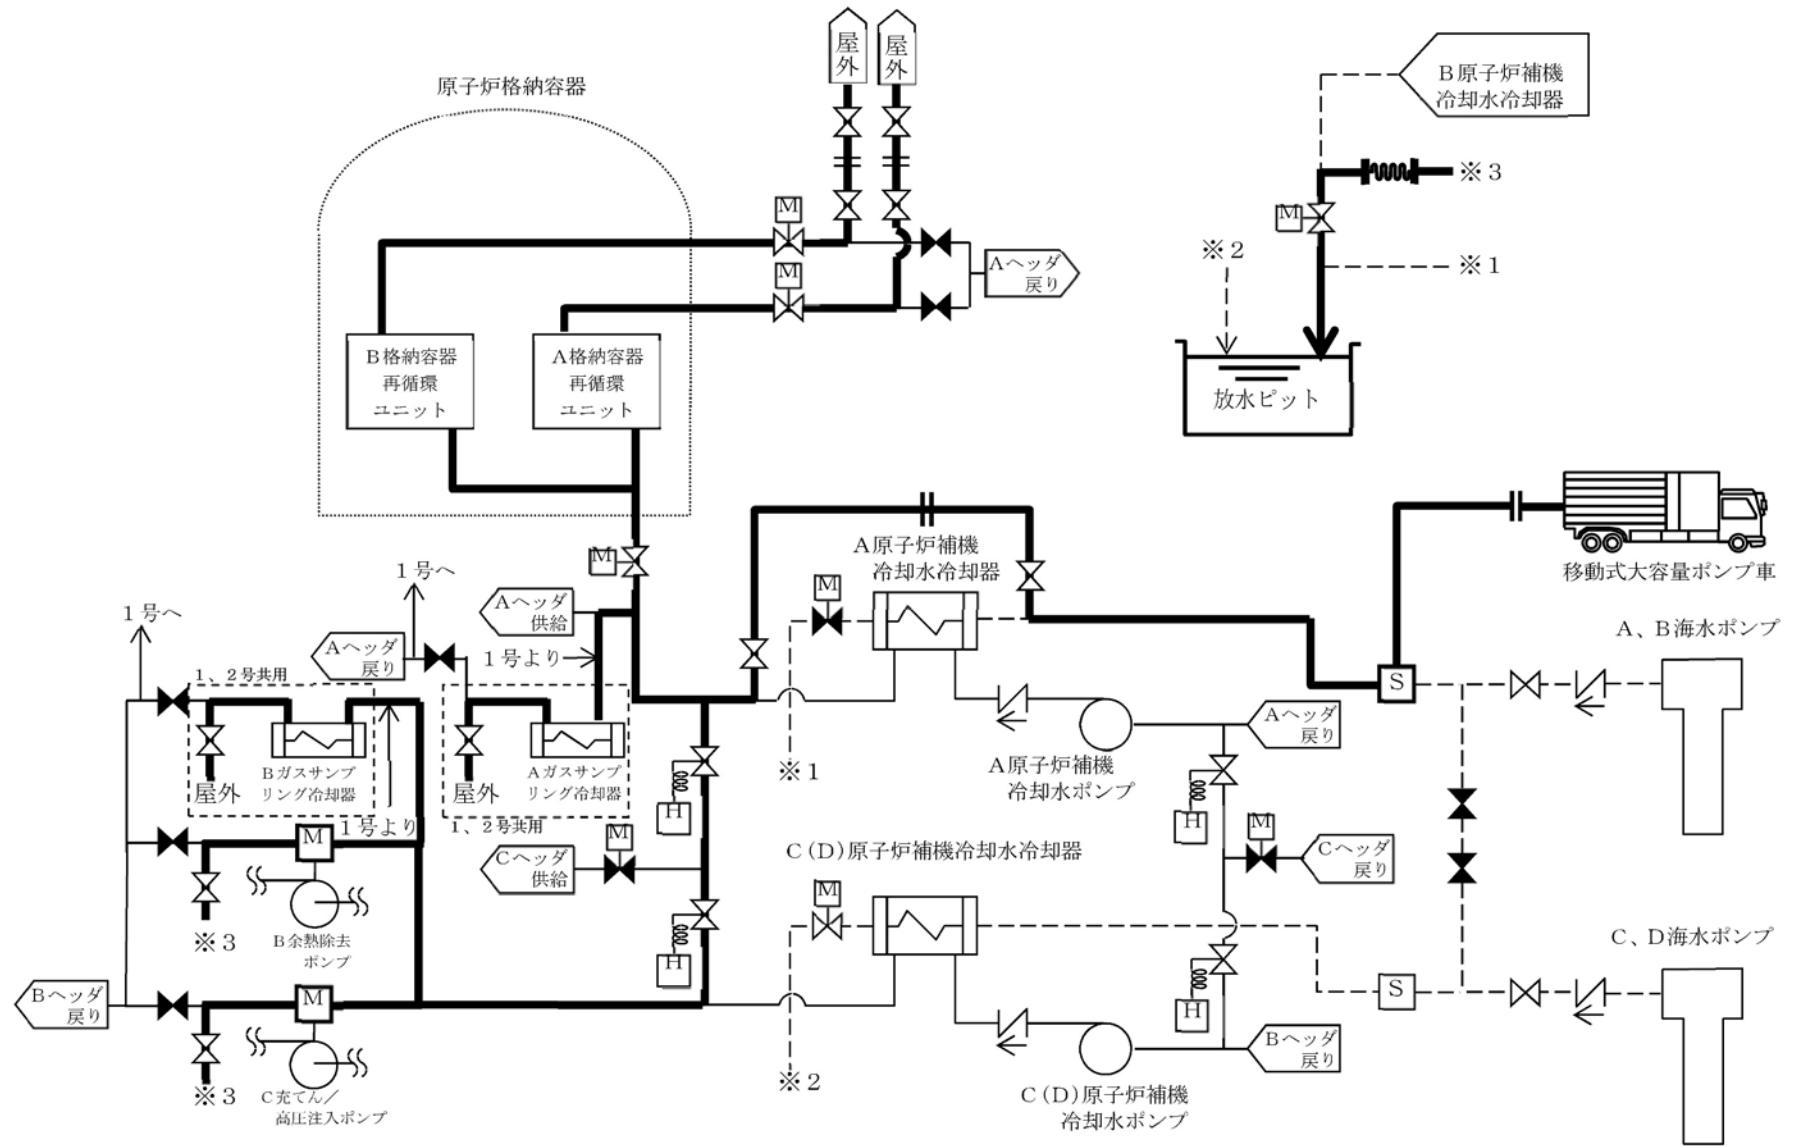 屋
外
屋
外
原子炉格納容器
B原子炉補機
冷却水冷却器
※3
M
M
※2
M
Aヘッダ
戻り
※1
M
B格納容器
再循環
ユニット
A格納容器
再循環
ユニット
放水ピット
A原子炉補機
冷却水冷却器
移動式大容量ポンプ車
M
1号へ
1号へ
Aヘッダ
供給
M
A、B海水ポンプ
Aヘッダ
戻り
1号より
1、2号共用
S
Aヘッダ
戻り
Bガスサンプ
リング冷却器
屋外
Aガスサンプ
リング冷却器
屋外
※1
A原子炉補機
冷却水ポンプ
H
H
1号より
1、2号共用
M
M
M
Cヘッダ
供給
C(D)原子炉補機冷却水冷却器
Cヘッダ
戻り
M
※3
B余熱除去
ポンプ
H
C、D海水ポンプ
Bヘッダ
戻り
M
H
S
Bヘッダ
戻り
※3
C充てん/
高圧注入ポンプ
※2
C(D)原子炉補機
冷却水ポンプ